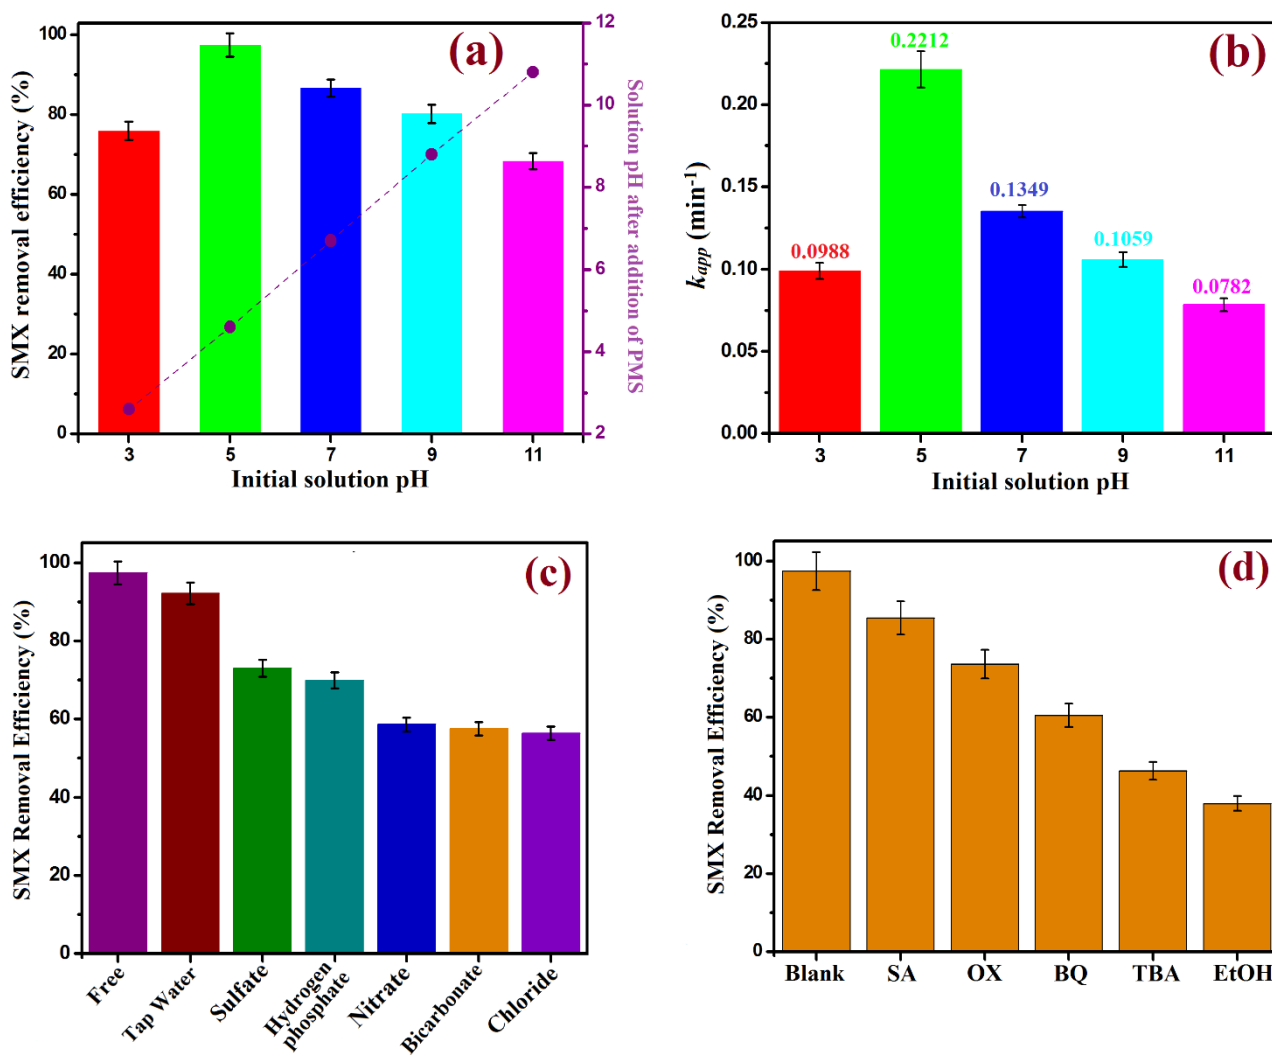 (a)
SMX removal efficiency (%)
100
80
60
40
20
0
12
10
8
6
4
2
Solution pH after addition of PMS
3 5 7 9 11
Initial solution pH
(b)
k_app (min⁻¹)
0.25
0.20
0.15
0.10
0.05
0.00
0.0988
0.2212
0.1349
0.1059
0.0782
3 5 7 9 11
Initial solution pH
(c)
SMX Removal Efficiency (%)
100
80
60
40
20
0
Free
Tap Water
Sulfate
Hydrogen
phosphate
Nitrate
Bicarbonate
Chloride
(d)
SMX Removal Efficiency (%)
100
80
60
40
20
0
Blank SA OX BQ TBA EtOH